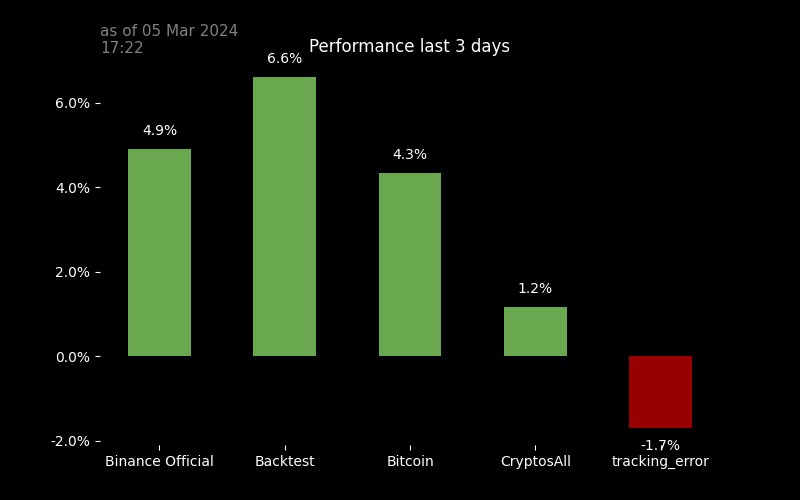 as of 05 Mar 2024
17:22
Performance last 3 days
6.6%
6.0%
4.9%
4.3%
4.0%
2.0%
1.2%
0.0%
-2.0%
-1.7%
Binance Official
Backtest
Bitcoin
CryptosAll
tracking_error